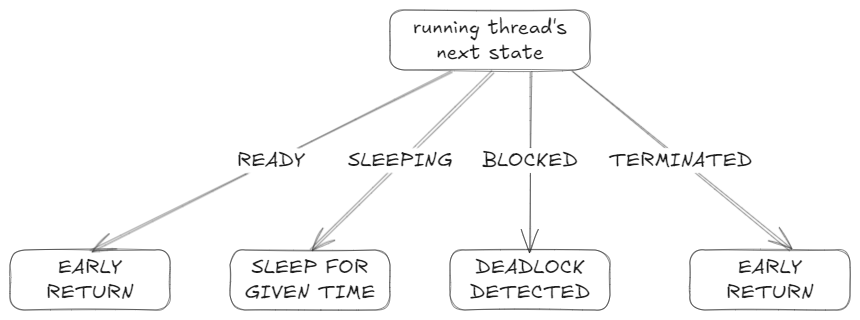 running thread's
next state
READY
SLEEPING
BLOCKED
TERMINATED
EARLY
RETURN
SLEEP FOR
GIVEN TIME
DEADLOCK
DETECTED
EARLY
RETURN